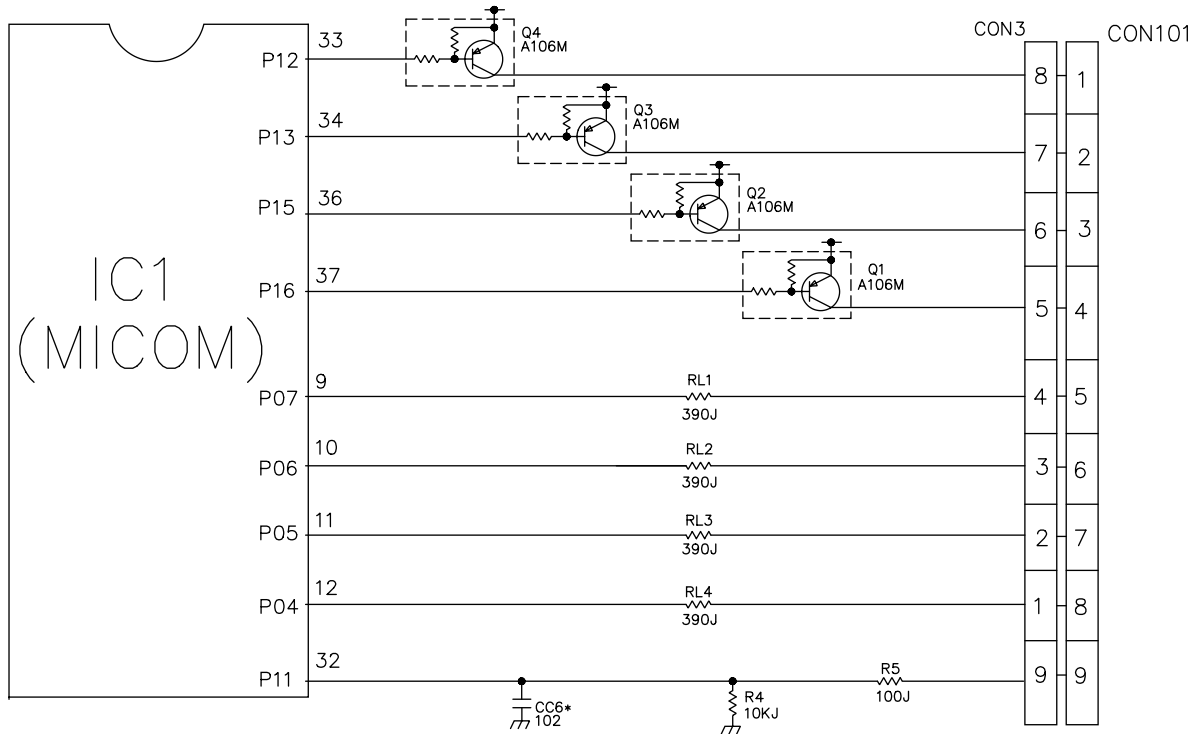 CON3
CON101
Q4
A106M
33
P12
8
1
Q3
A106M
34
P13
7
2
Q2
A106M
36
P15
6
3
Q1
A106M
37
P16
5
4
IC1
(MICOM)
9
P07
RL1
390J
4
5
10
P06
RL2
390J
3
6
11
P05
RL3
390J
2
7
12
P04
RL4
390J
1
8
32
P11
CC6*
102
R4
10KJ
R5
100J
9
9